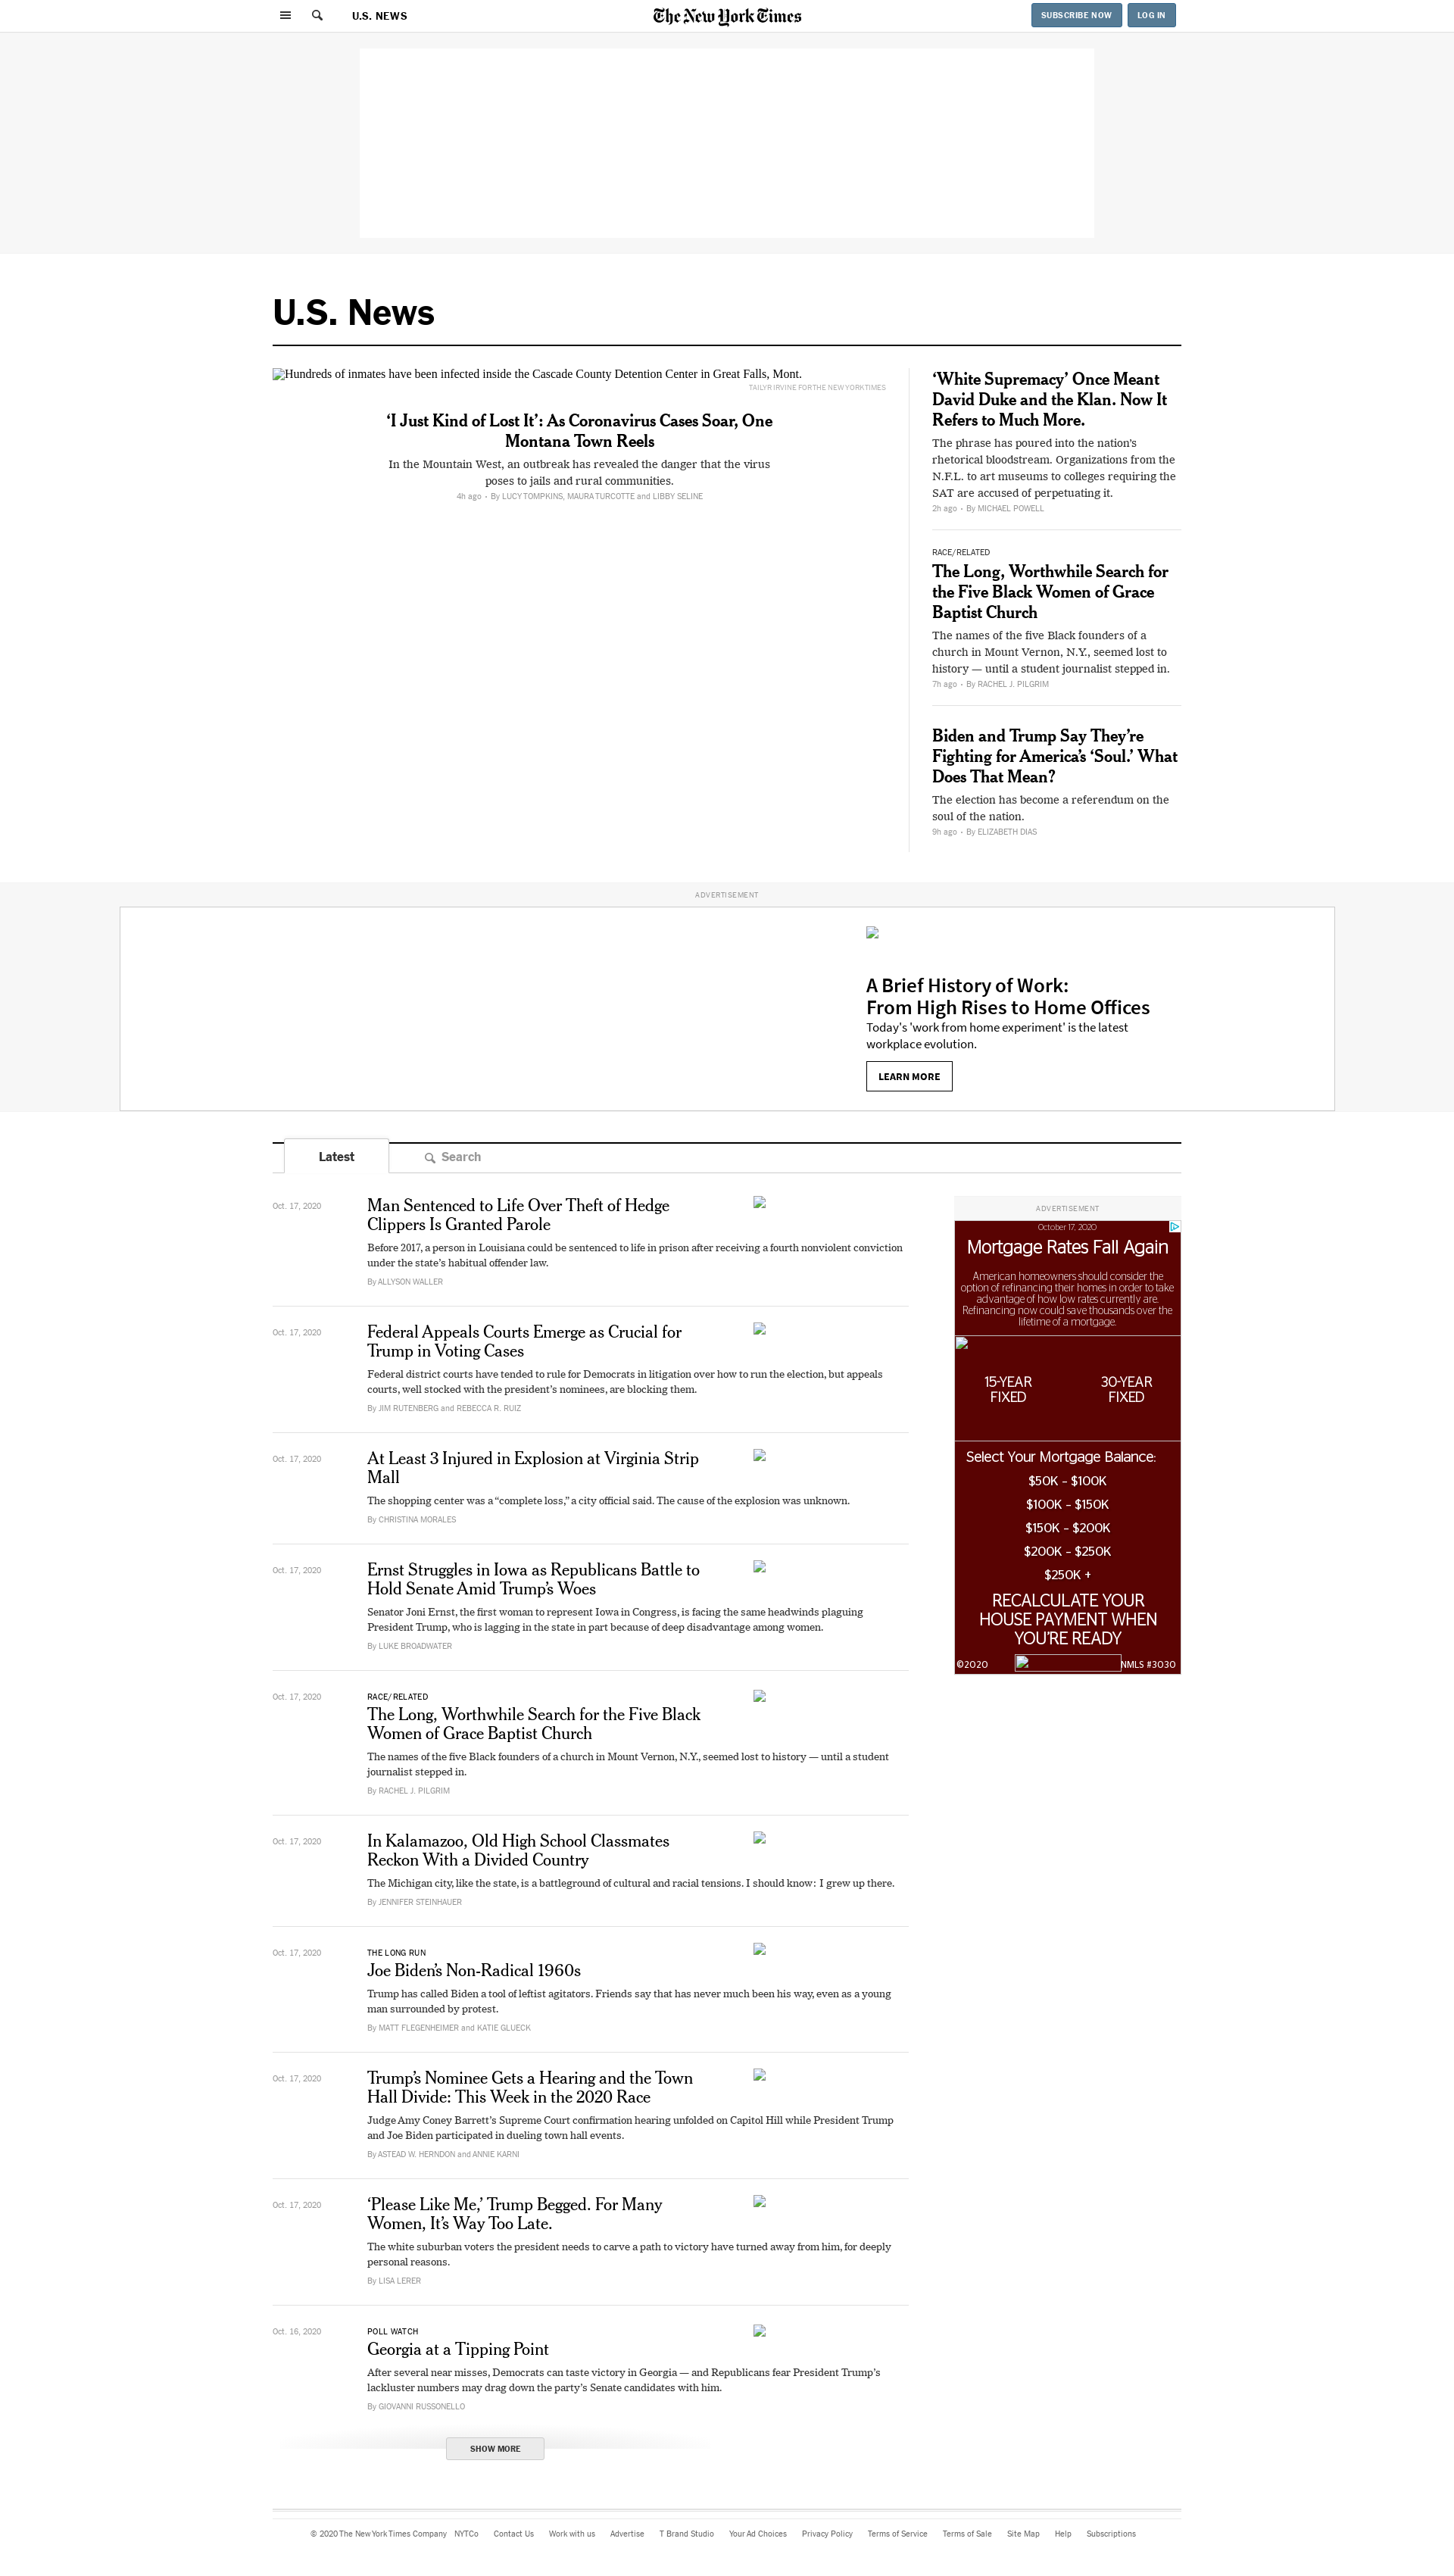 U.S. NEWS
The New York Times
SUBSCRIBE NOW
LOG IN
U.S. News
Hundreds of inmates have been infected inside the Cascade County Detention Center in Great Falls, Mont.
TAILYR IRVINE FOR THE NEW YORK TIMES
‘I Just Kind of Lost It’: As Coronavirus Cases Soar, One
Montana Town Reels
In the Mountain West, an outbreak has revealed the danger that the virus
poses to jails and rural communities.
4h ago • By LUCY TOMPKINS, MAURA TURCOTTE and LIBBY SELINE
‘White Supremacy’ Once Meant
David Duke and the Klan. Now It
Refers to Much More.
The phrase has poured into the nation’s
rhetorical bloodstream. Organizations from the
N.F.L. to art museums to colleges requiring the
SAT are accused of perpetuating it.
2h ago • By MICHAEL POWELL
RACE/RELATED
The Long, Worthwhile Search for
the Five Black Women of Grace
Baptist Church
The names of the five Black founders of a
church in Mount Vernon, N.Y., seemed lost to
history — until a student journalist stepped in.
7h ago • By RACHEL J. PILGRIM
Biden and Trump Say They’re
Fighting for America’s ‘Soul.’ What
Does That Mean?
The election has become a referendum on the
soul of the nation.
9h ago • By ELIZABETH DIAS
ADVERTISEMENT
A Brief History of Work:
From High Rises to Home Offices
Today's 'work from home experiment' is the latest
workplace evolution.
LEARN MORE
Latest
Search
Oct. 17, 2020
Man Sentenced to Life Over Theft of Hedge
Clippers Is Granted Parole
Before 2017, a person in Louisiana could be sentenced to life in prison after receiving a fourth nonviolent conviction
under the state’s habitual offender law.
By ALLYSON WALLER
Oct. 17, 2020
Federal Appeals Courts Emerge as Crucial for
Trump in Voting Cases
Federal district courts have tended to rule for Democrats in litigation over how to run the election, but appeals
courts, well stocked with the president’s nominees, are blocking them.
By JIM RUTENBERG and REBECCA R. RUIZ
Oct. 17, 2020
At Least 3 Injured in Explosion at Virginia Strip
Mall
The shopping center was a “complete loss,” a city official said. The cause of the explosion was unknown.
By CHRISTINA MORALES
Oct. 17, 2020
Ernst Struggles in Iowa as Republicans Battle to
Hold Senate Amid Trump’s Woes
Senator Joni Ernst, the first woman to represent Iowa in Congress, is facing the same headwinds plaguing
President Trump, who is lagging in the state in part because of deep disadvantage among women.
By LUKE BROADWATER
Oct. 17, 2020
RACE/RELATED
The Long, Worthwhile Search for the Five Black
Women of Grace Baptist Church
The names of the five Black founders of a church in Mount Vernon, N.Y., seemed lost to history — until a student
journalist stepped in.
By RACHEL J. PILGRIM
Oct. 17, 2020
In Kalamazoo, Old High School Classmates
Reckon With a Divided Country
The Michigan city, like the state, is a battleground of cultural and racial tensions. I should know: I grew up there.
By JENNIFER STEINHAUER
Oct. 17, 2020
THE LONG RUN
Joe Biden’s Non-Radical 1960s
Trump has called Biden a tool of leftist agitators. Friends say that has never much been his way, even as a young
man surrounded by protest.
By MATT FLEGENHEIMER and KATIE GLUECK
Oct. 17, 2020
Trump’s Nominee Gets a Hearing and the Town
Hall Divide: This Week in the 2020 Race
Judge Amy Coney Barrett’s Supreme Court confirmation hearing unfolded on Capitol Hill while President Trump
and Joe Biden participated in dueling town hall events.
By ASTEAD W. HERNDON and ANNIE KARNI
Oct. 17, 2020
‘Please Like Me,’ Trump Begged. For Many
Women, It’s Way Too Late.
The white suburban voters the president needs to carve a path to victory have turned away from him, for deeply
personal reasons.
By LISA LERER
Oct. 16, 2020
POLL WATCH
Georgia at a Tipping Point
After several near misses, Democrats can taste victory in Georgia — and Republicans fear President Trump’s
lackluster numbers may drag down the party’s Senate candidates with him.
By GIOVANNI RUSSONELLO
SHOW MORE
ADVERTISEMENT
October 17, 2020
Mortgage Rates Fall Again
American homeowners should consider the
option of refinancing their homes in order to take
advantage of how low rates currently are.
Refinancing now could save thousands over the
lifetime of a mortgage.
15-YEAR
FIXED
30-YEAR
FIXED
Select Your Mortgage Balance:
$50K - $100K
$100K - $150K
$150K - $200K
$200K - $250K
$250K +
RECALCULATE YOUR
HOUSE PAYMENT WHEN
YOU'RE READY
©2020
NMLS #3030
© 2020 The New York Times Company NYTCo Contact Us Work with us Advertise T Brand Studio Your Ad Choices Privacy Policy Terms of Service Terms of Sale Site Map Help Subscriptions